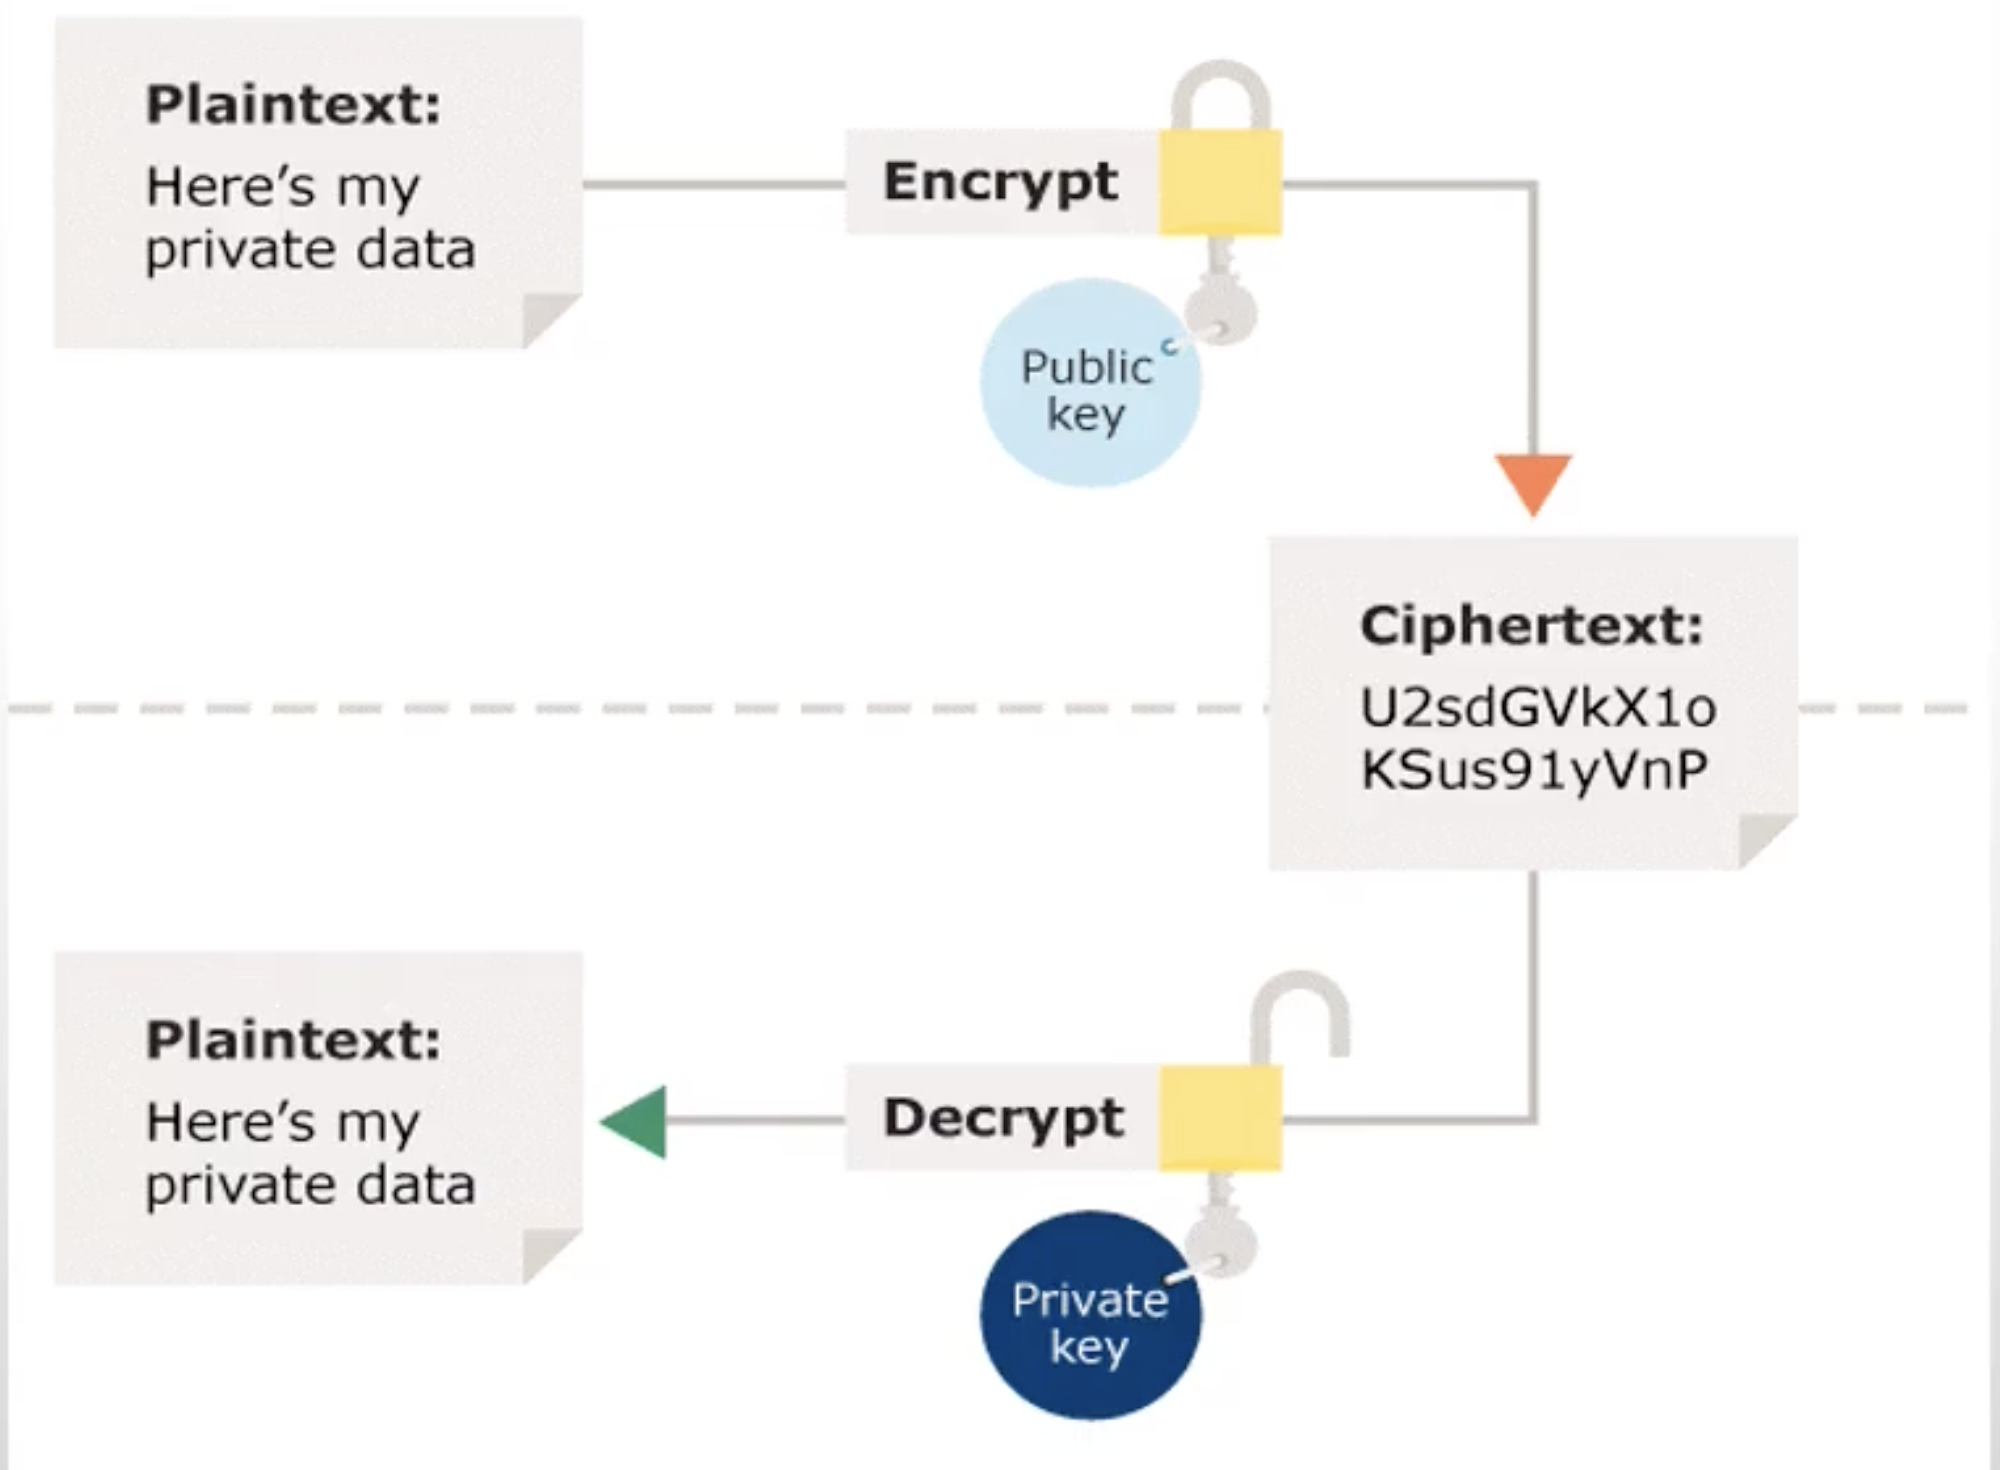 Plaintext:
Here’s my
private data
Encrypt
Public
key
Ciphertext:
U2sdGVkX1o
KSus91yVnP
Plaintext:
Here’s my
private data
Decrypt
Private
key